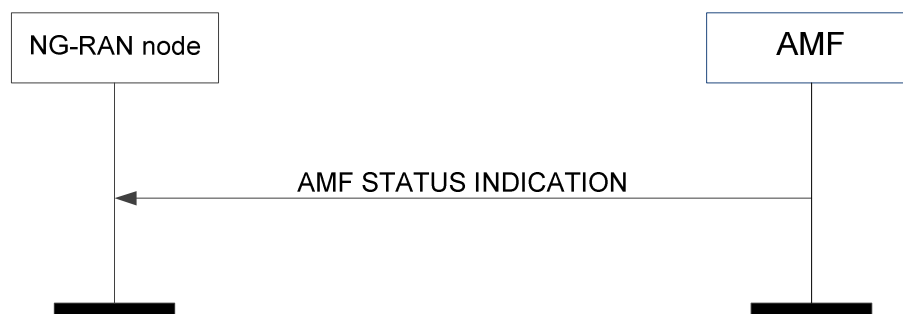 NG-RAN node
AMF
AMF STATUS INDICATION